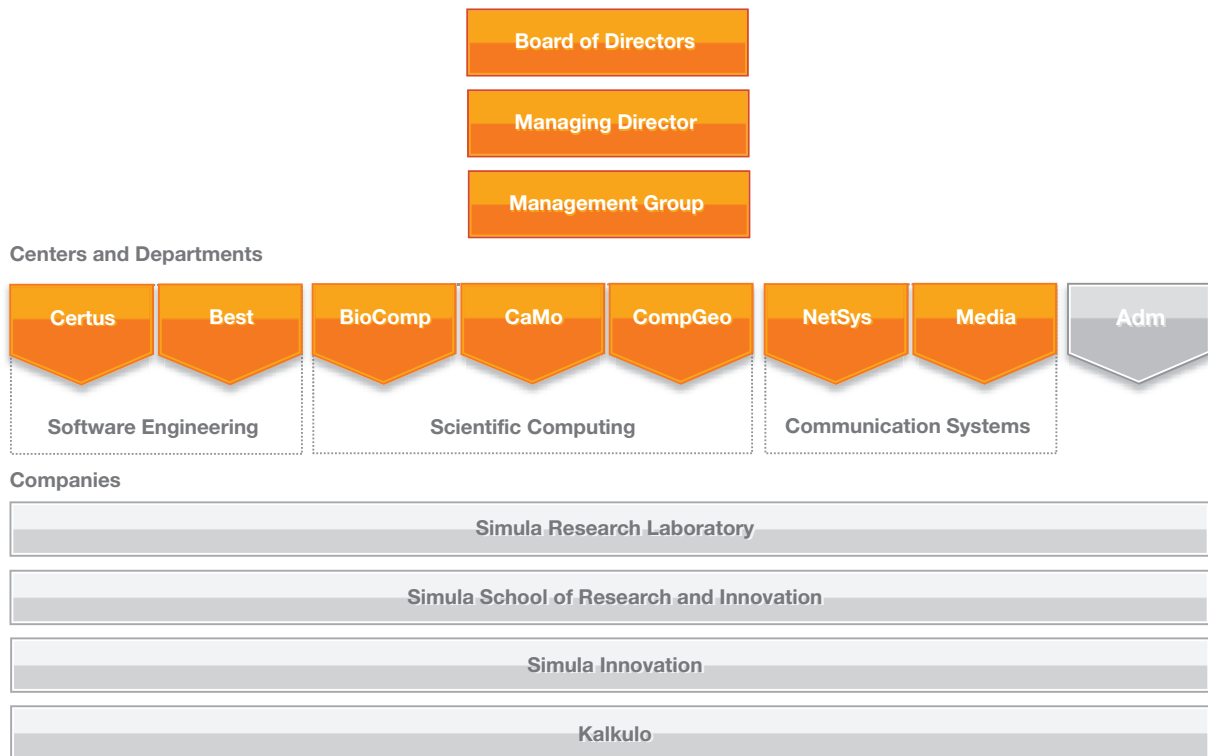 Board of Directors
Managing Director
Management Group
Centers and Departments
Certus
Best
BioComp
CaMo
CompGeo
NetSys
Media
Adm
Software Engineering
Scientific Computing
Communication Systems
Companies
Simula Research Laboratory
Simula School of Research and Innovation
Simula Innovation
Kalkulo